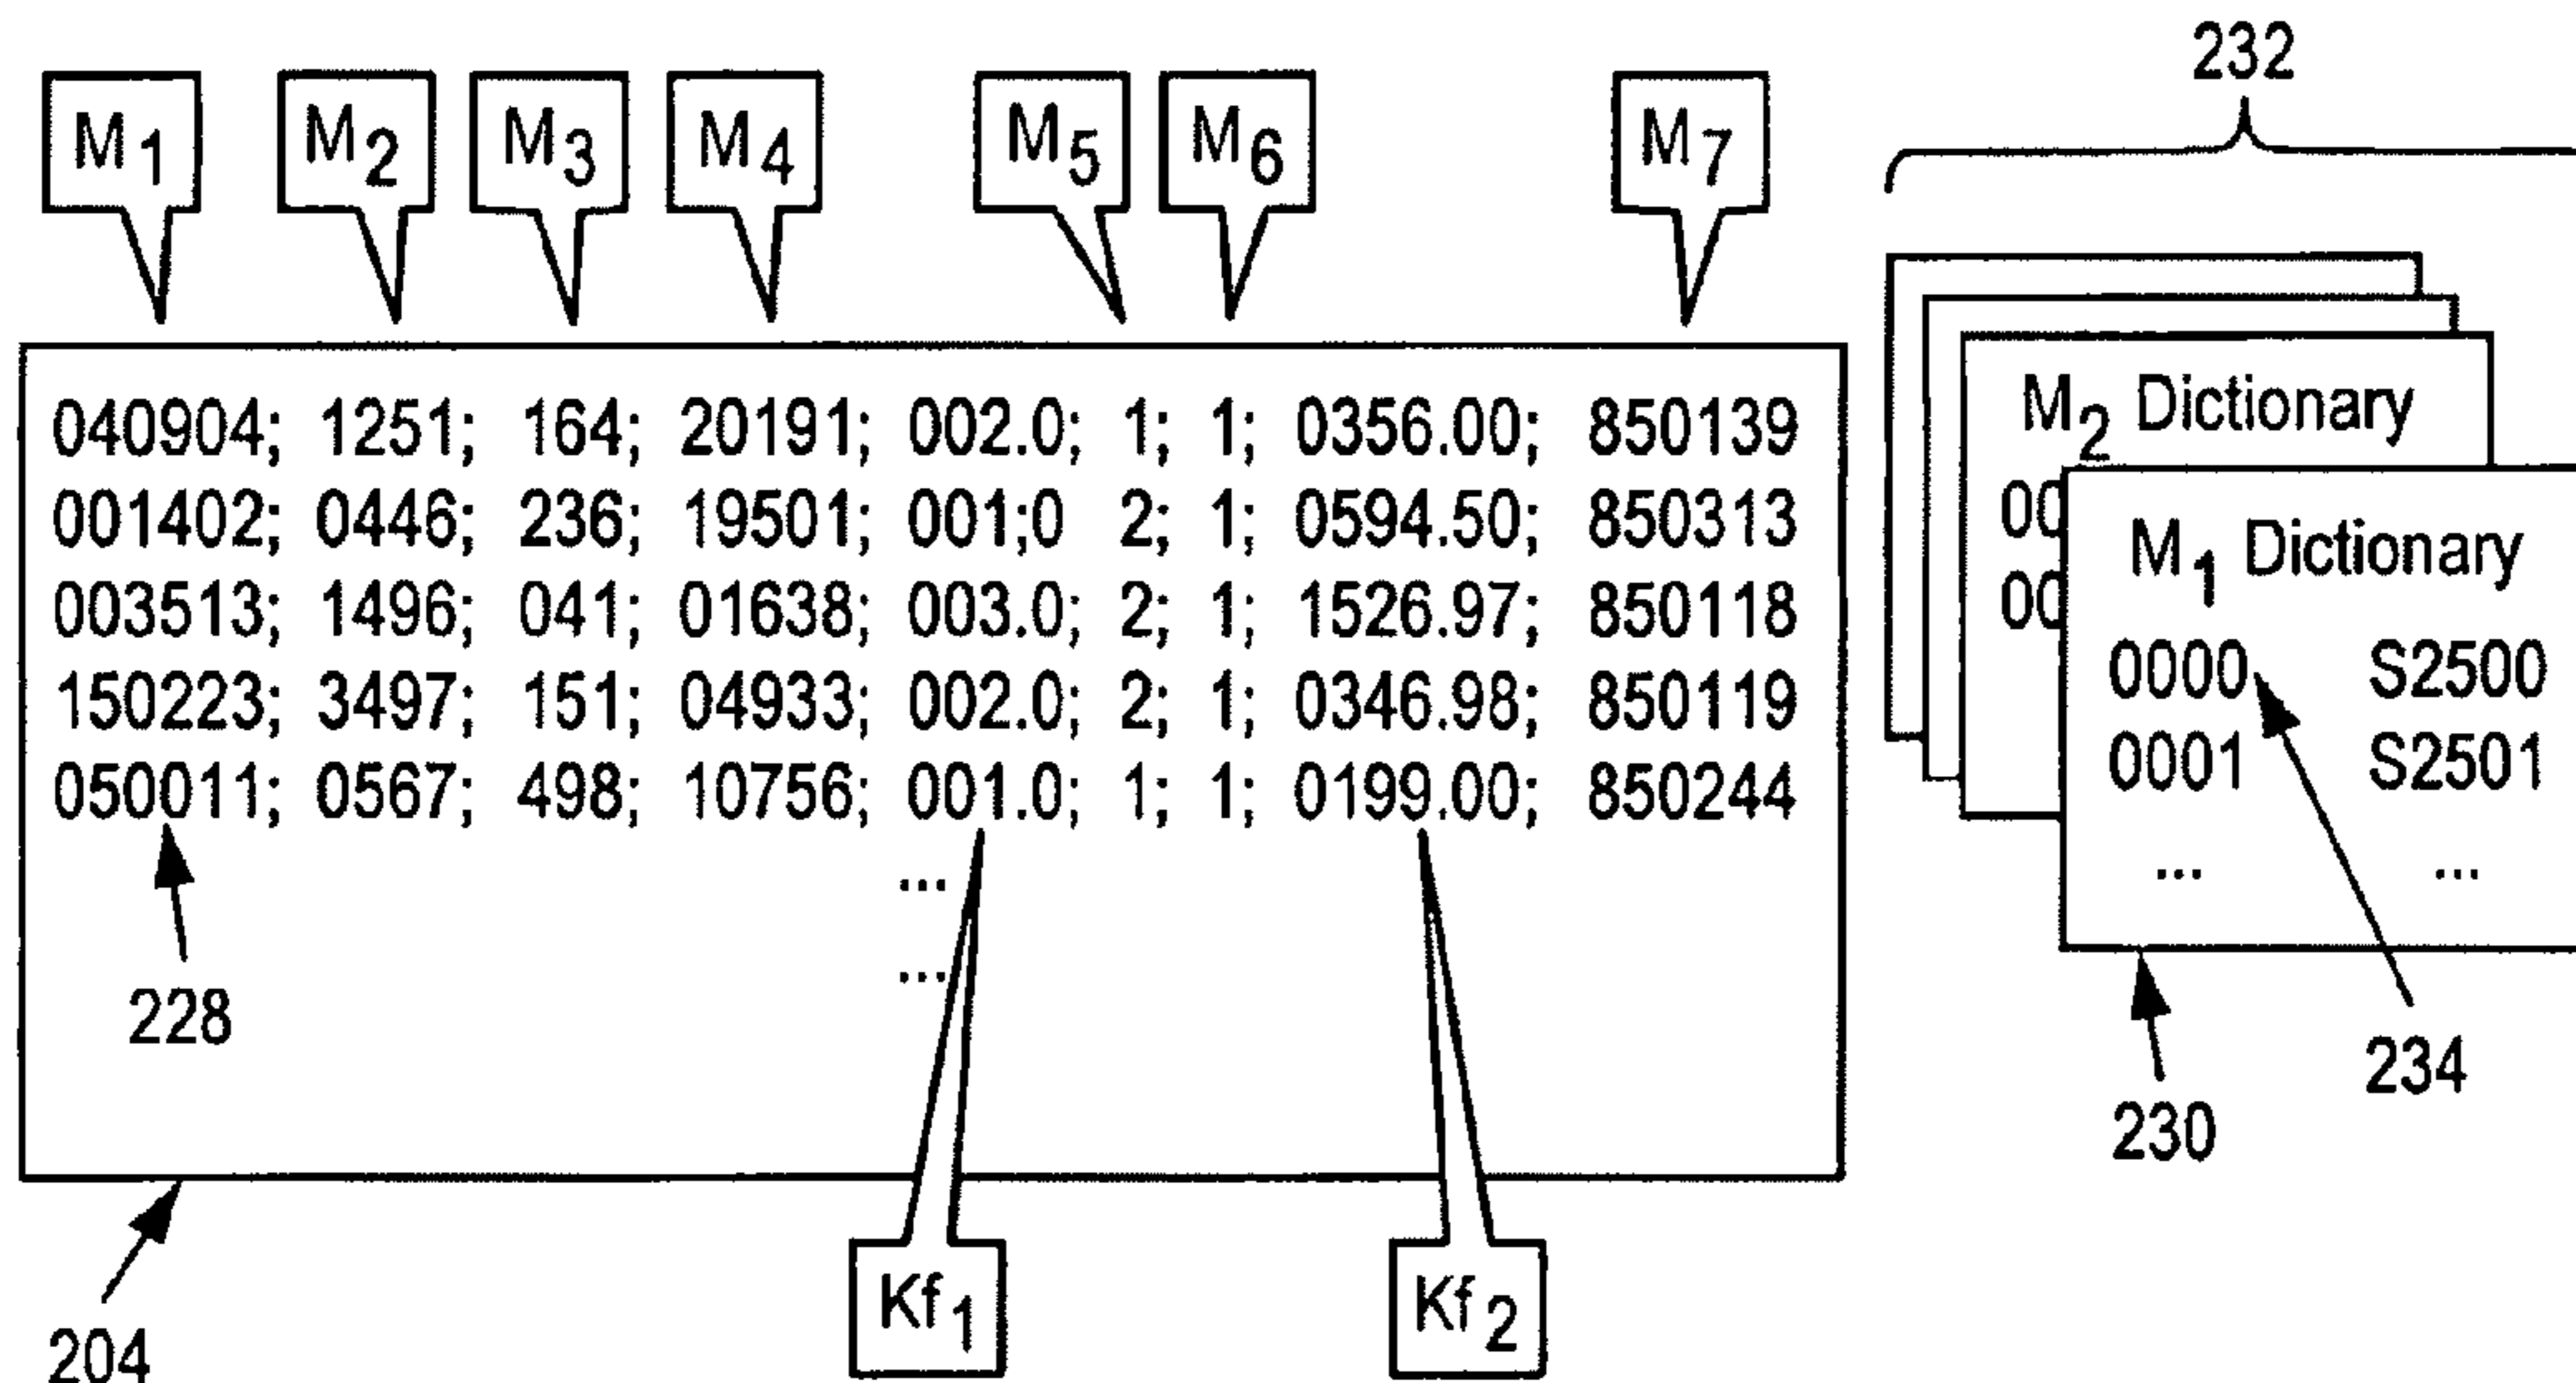 232
M1 M2 M3 M4 M5 M6 M7
040904; 1251; 164; 20191; 002.0; 1; 1; 0356.00; 850139
001402; 0446; 236; 19501; 001;0 2; 1; 0594.50; 850313
003513; 1496; 041; 01638; 003.0; 2; 1; 1526.97; 850118
150223; 3497; 151; 04933; 002.0; 2; 1; 0346.98; 850119
050011; 0567; 498; 10756; 001.0; 1; 1; 0199.00; 850244
...
...
228
204
Kf1
Kf2
M2 Dictionary
00
00
M1 Dictionary
0000 S2500
0001 S2501
... ...
234
230